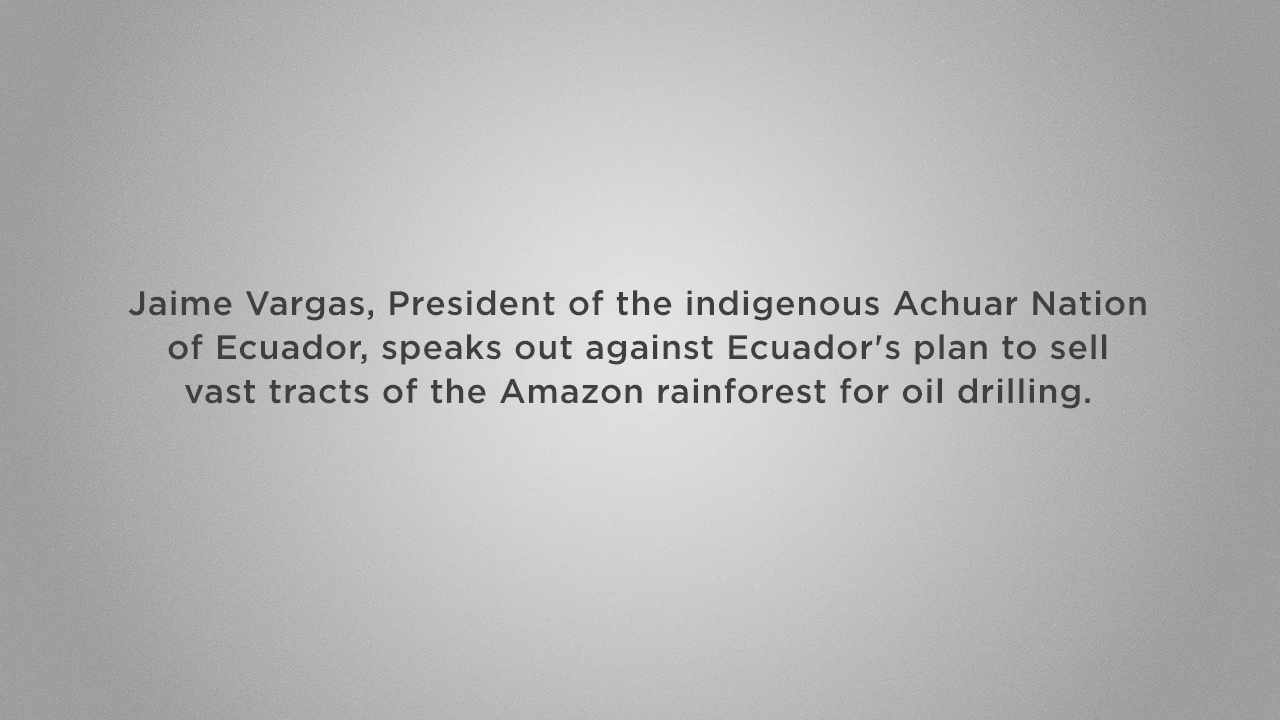 Jaime Vargas, President of the indigenous Achuar Nation
of Ecuador, speaks out against Ecuador's plan to sell
vast tracts of the Amazon rainforest for oil drilling.